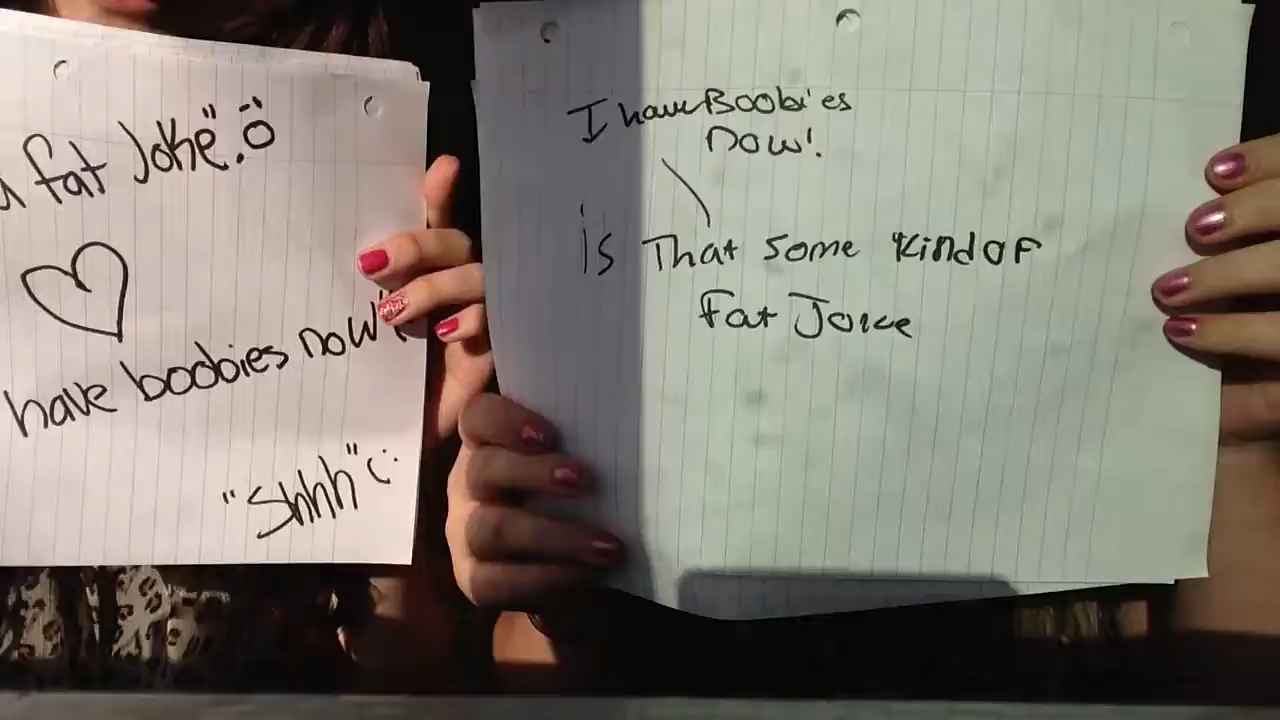 a fat Joke". ö
have boobies now"
"Shhh" (:
I have Boobies
now!
is That some kind of
fat Joke